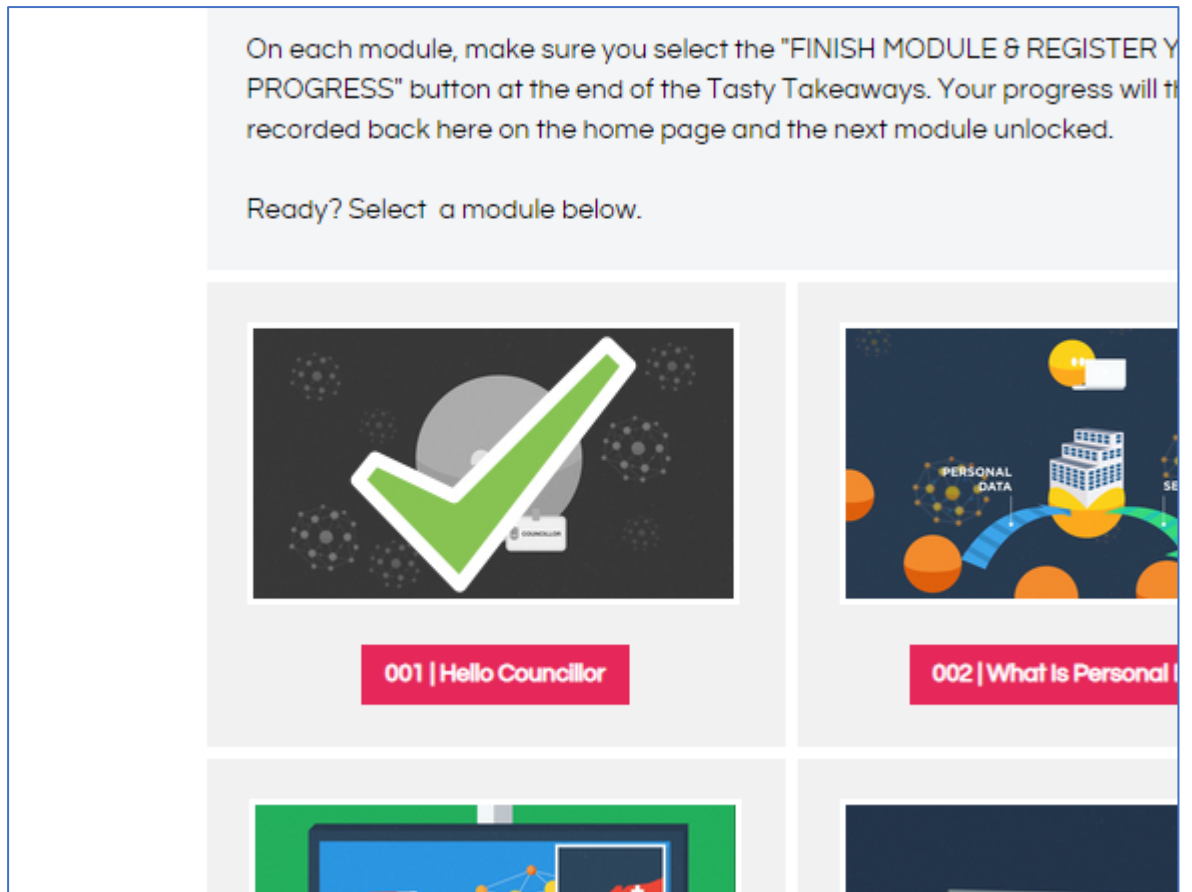 On each module, make sure you select the "FINISH MODULE & REGISTER Y
PROGRESS" button at the end of the Tasty Takeaways. Your progress will th
recorded back here on the home page and the next module unlocked.
Ready? Select a module below.
COUNCILLOR
PERSONAL
DATA
SE
001 | Hello Councillor
002 | What Is Personal